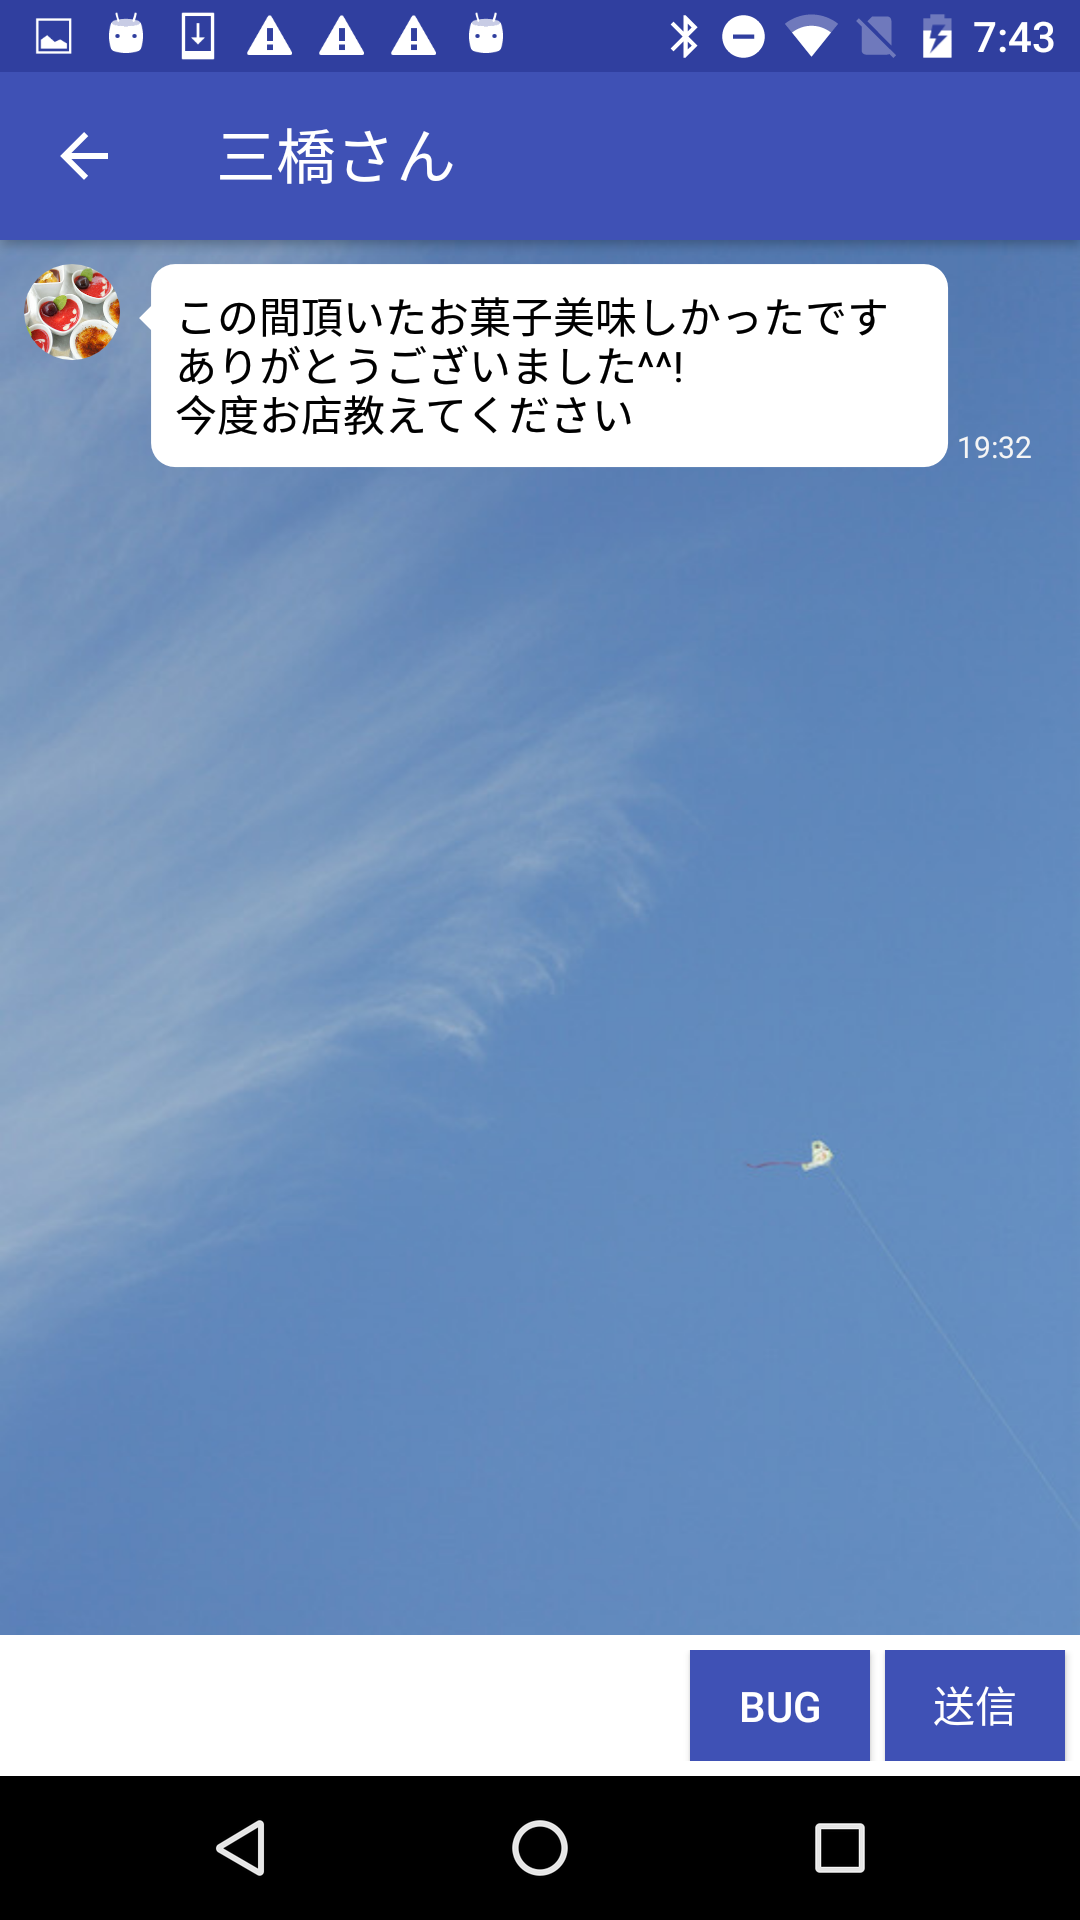 7:43
三橋さん
この間頂いたお菓子美味しかったです
ありがとうございました^^!
今度お店教えてください
19:32
BUG
送信